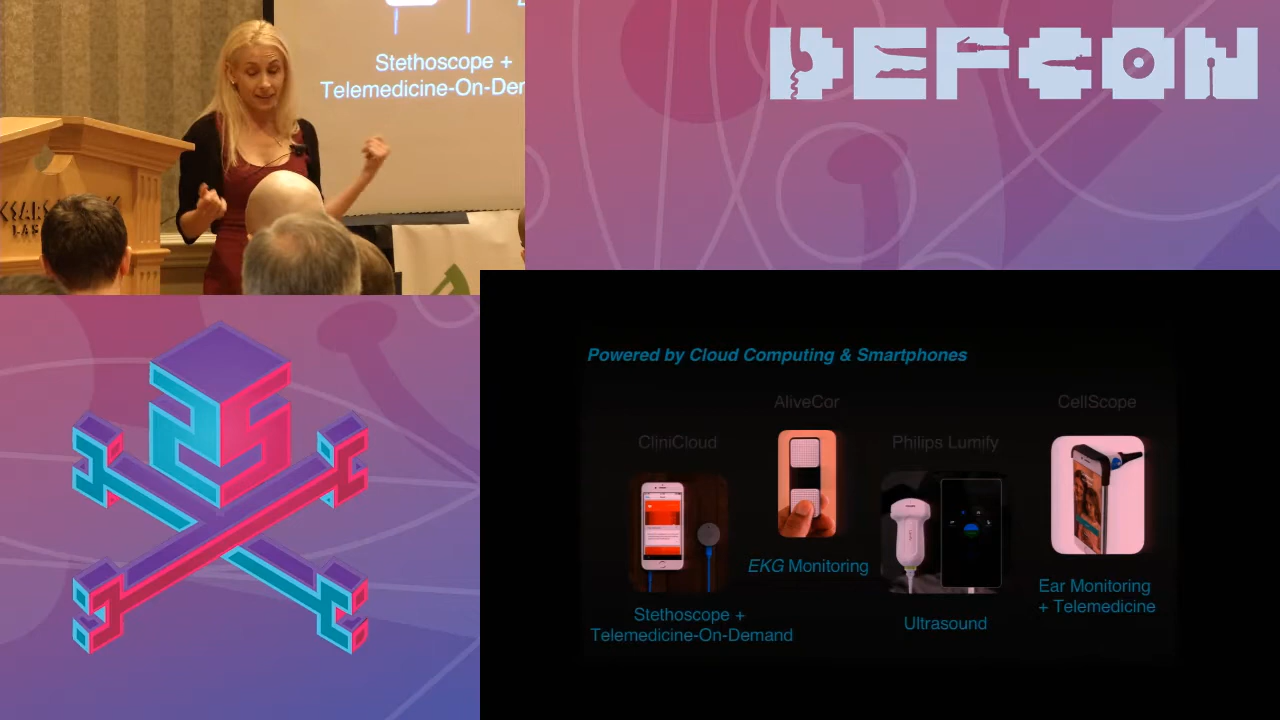 Stethoscope +
Telemedicine-On-Der
DEFCON
Powered by Cloud Computing & Smartphones
AliveCor
CellScope
CliniCloud
Philips Lumify
EKG Monitoring
Ear Monitoring
+ Telemedicine
Stethoscope +
Telemedicine-On-Demand
Ultrasound